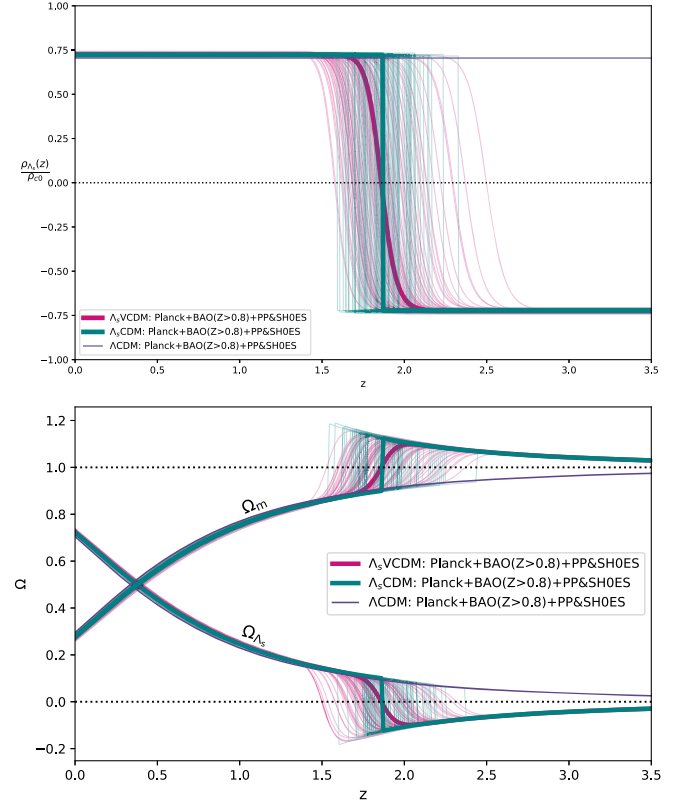 1.00
0.75
0.50
0.25
ρΛs(z)
ρc0
0.00
−0.25
−0.50
−0.75
−1.00
ΛsVCDM: Planck+BAO(Z>0.8)+PP&SH0ES
ΛsCDM: Planck+BAO(Z>0.8)+PP&SH0ES
ΛCDM: Planck+BAO(Z>0.8)+PP&SH0ES
0.0 0.5 1.0 1.5 2.0 2.5 3.0 3.5
z
1.2
1.0
0.8
0.6
0.4
0.2
0.0
−0.2
Ω
Ωm
ΩΛs
ΛsVCDM: Planck+BAO(Z>0.8)+PP&SH0ES
ΛsCDM: Planck+BAO(Z>0.8)+PP&SH0ES
ΛCDM: Planck+BAO(Z>0.8)+PP&SH0ES
0.0 0.5 1.0 1.5 2.0 2.5 3.0 3.5
z